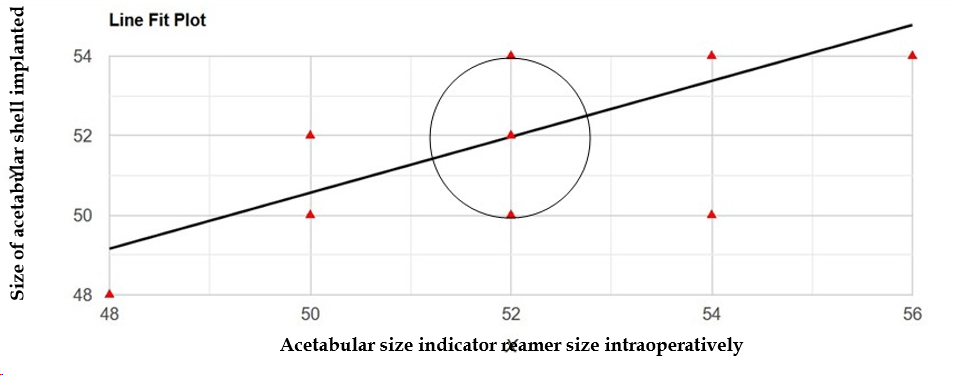 Line Fit Plot
Size of acetabular shell implanted
54
52
50
48
48 50 52 54 56
Acetabular size indicator reamer size intraoperatively